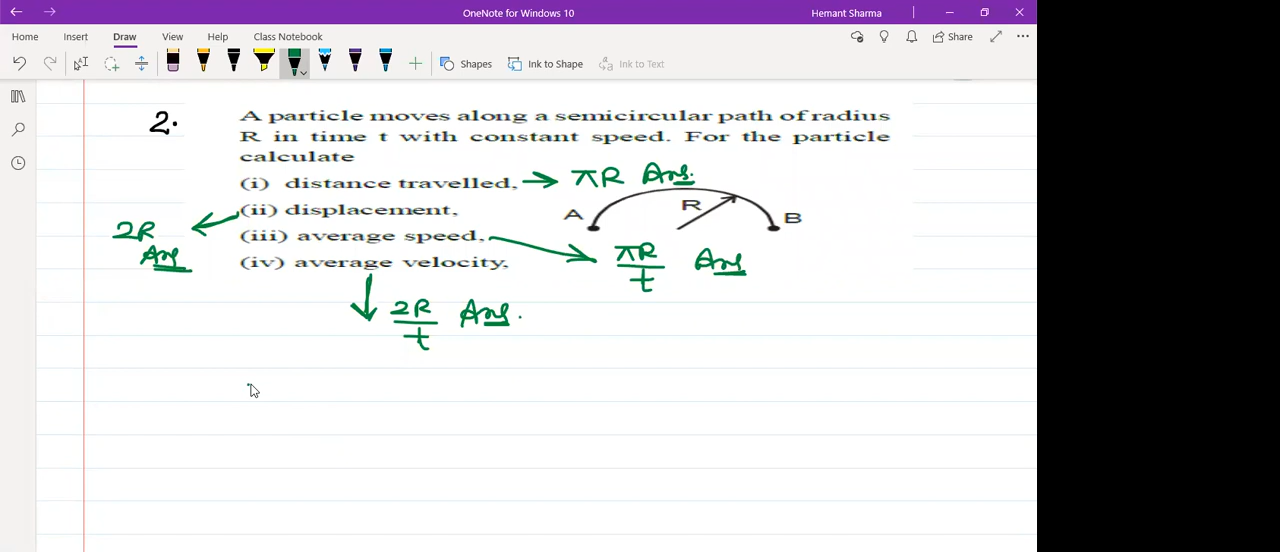 OneNote for Windows 10
Hemant Sharma
Home Insert Draw View Help Class Notebook
Share
Shapes Ink to Shape Ink to Text
2.
A particle moves along a semicircular path of radius
R in time t with constant speed. For the particle
calculate
(i) distance travelled, → πR Ans.
(ii) displacement,
2R
Ans
A R B
(iii) average speed,
πR/t Ans
(iv) average velocity,
2R/t Ans.